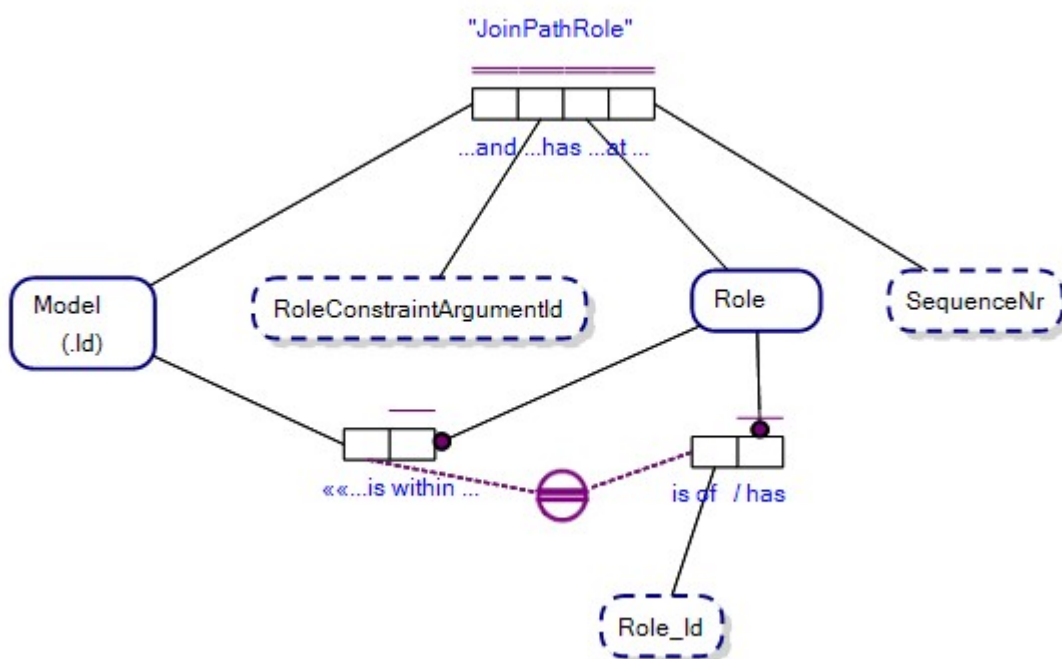 "JoinPathRole"
...and ...has ...at ...
Model
(.Id)
RoleConstraintArgumentId
Role
SequenceNr
««...is within ...
is of / has
Role_Id